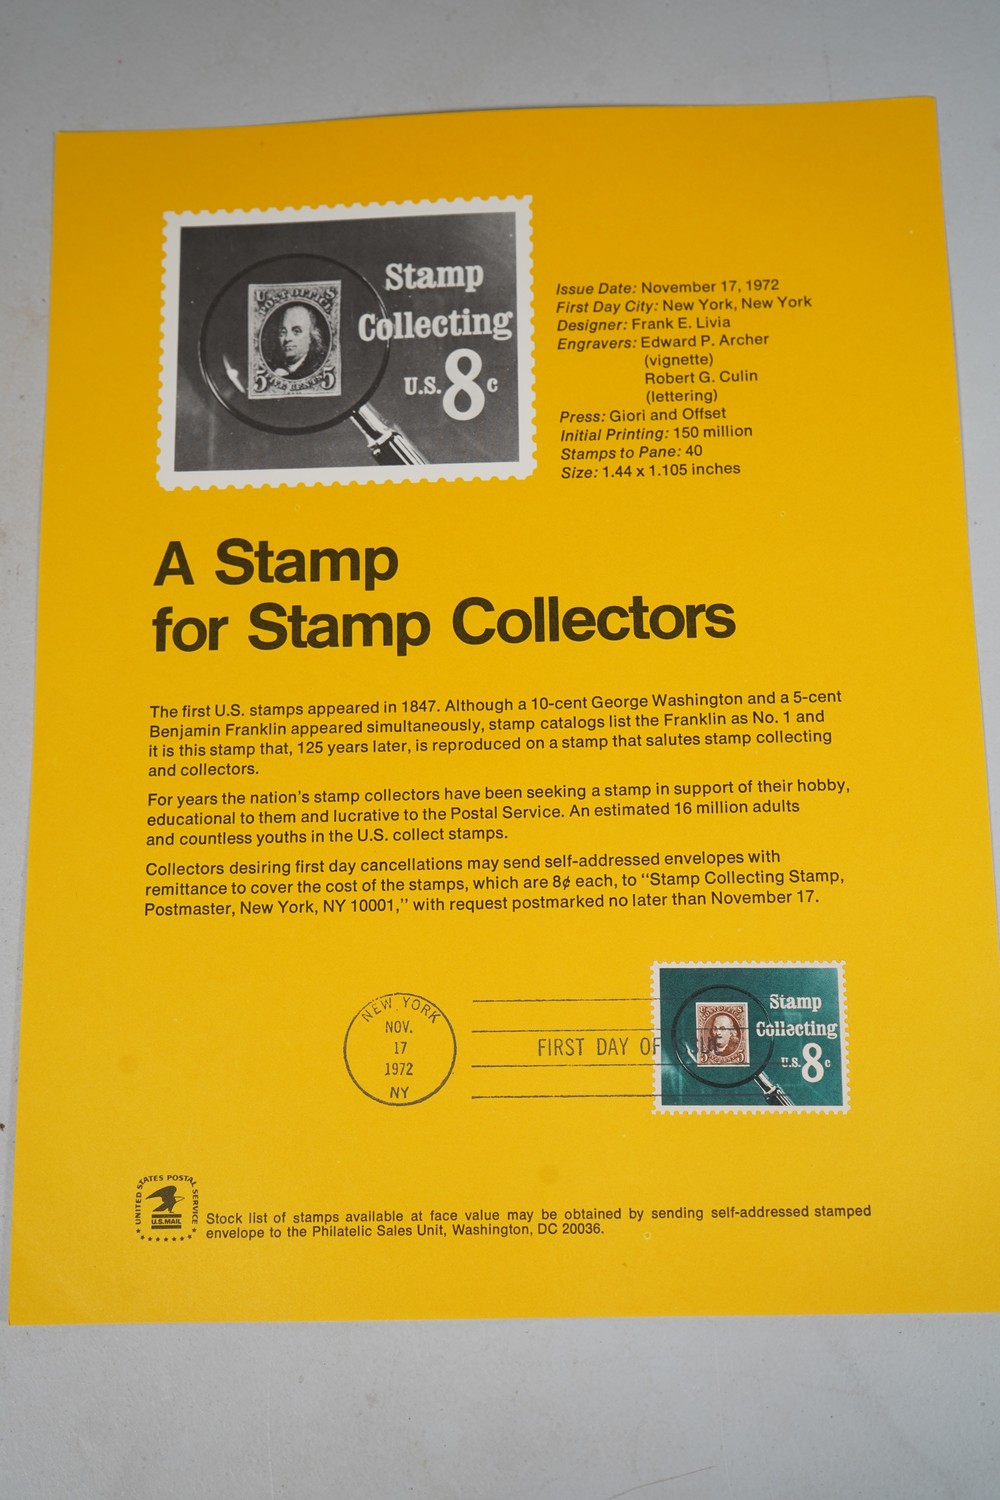 U S
POST OFFICE
5 FIVE CENTS 5
Stamp
Collecting
U.S. 8c
Issue Date: November 17, 1972
First Day City: New York, New York
Designer: Frank E. Livia
Engravers: Edward P. Archer
(vignette)
Robert G. Culin
(lettering)
Press: Giori and Offset
Initial Printing: 150 million
Stamps to Pane: 40
Size: 1.44 x 1.105 inches
A Stamp
for Stamp Collectors
The first U.S. stamps appeared in 1847. Although a 10-cent George Washington and a 5-cent
Benjamin Franklin appeared simultaneously, stamp catalogs list the Franklin as No. 1 and
it is this stamp that, 125 years later, is reproduced on a stamp that salutes stamp collecting
and collectors.
For years the nation's stamp collectors have been seeking a stamp in support of their hobby,
educational to them and lucrative to the Postal Service. An estimated 16 million adults
and countless youths in the U.S. collect stamps.
Collectors desiring first day cancellations may send self-addressed envelopes with
remittance to cover the cost of the stamps, which are 8¢ each, to "Stamp Collecting Stamp,
Postmaster, New York, NY 10001," with request postmarked no later than November 17.
NEW YORK
NOV.
17
1972
NY
FIRST DAY OF ISSUE
5 5
Stamp
Collecting
U.S. 8c
UNITED STATES POSTAL SERVICE
U.S.MAIL
Stock list of stamps available at face value may be obtained by sending self-addressed stamped
envelope to the Philatelic Sales Unit, Washington, DC 20036.